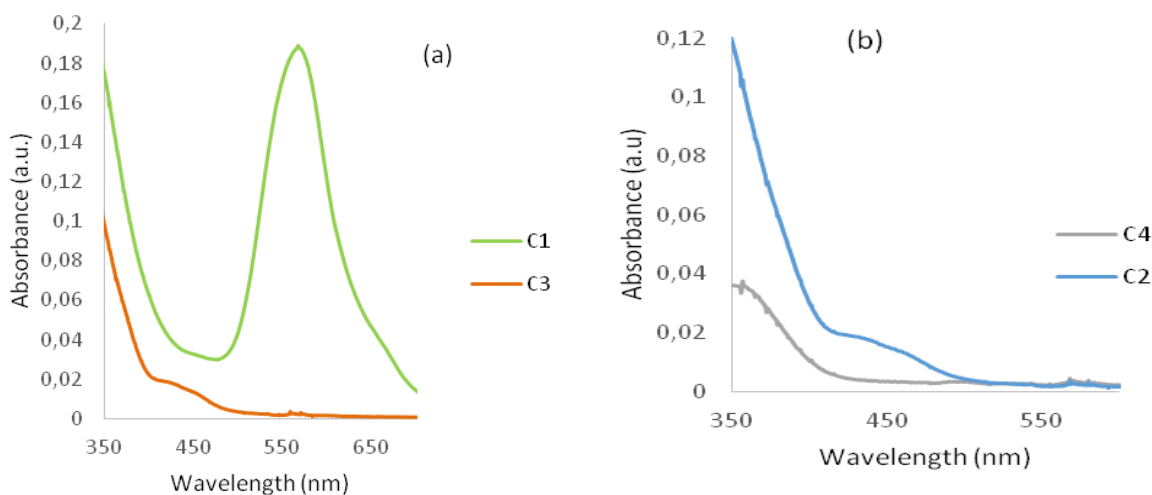 (a)
Absorbance (a.u.)
0,2
0,18
0,16
0,14
0,12
0,1
0,08
0,06
0,04
0,02
0
350 450 550 650
Wavelength (nm)
C1
C3
(b)
Absorbance (a.u.)
0,12
0,1
0,08
0,06
0,04
0,02
0
350 450 550
Wavelength (nm)
C4
C2